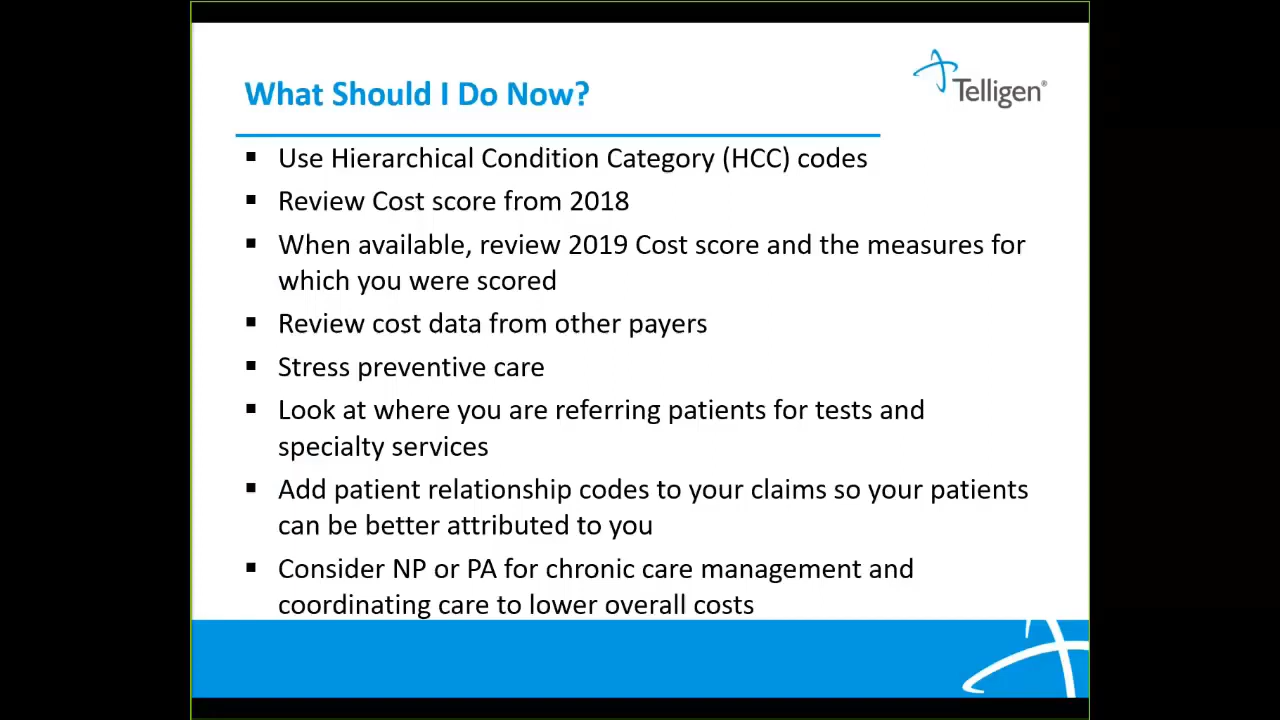 What Should I Do Now?
Telligen®
▪ Use Hierarchical Condition Category (HCC) codes
▪ Review Cost score from 2018
▪ When available, review 2019 Cost score and the measures for
which you were scored
▪ Review cost data from other payers
▪ Stress preventive care
▪ Look at where you are referring patients for tests and
specialty services
▪ Add patient relationship codes to your claims so your patients
can be better attributed to you
▪ Consider NP or PA for chronic care management and
coordinating care to lower overall costs